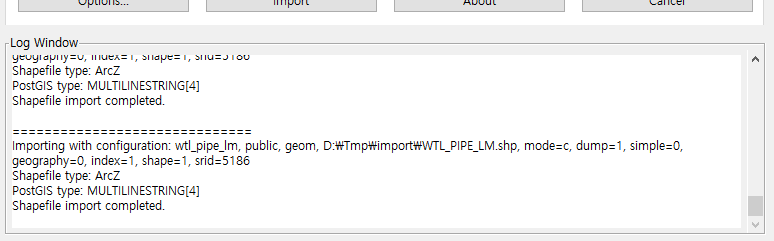 Options...
Import
About
Cancel
Log Window
geography=0, index=1, shape=1, srid=5186
Shapefile type: ArcZ
PostGIS type: MULTILINESTRING[4]
Shapefile import completed.
==============================
Importing with configuration: wtl_pipe_lm, public, geom, D:₩Tmp₩import₩WTL_PIPE_LM.shp, mode=c, dump=1, simple=0,
geography=0, index=1, shape=1, srid=5186
Shapefile type: ArcZ
PostGIS type: MULTILINESTRING[4]
Shapefile import completed.